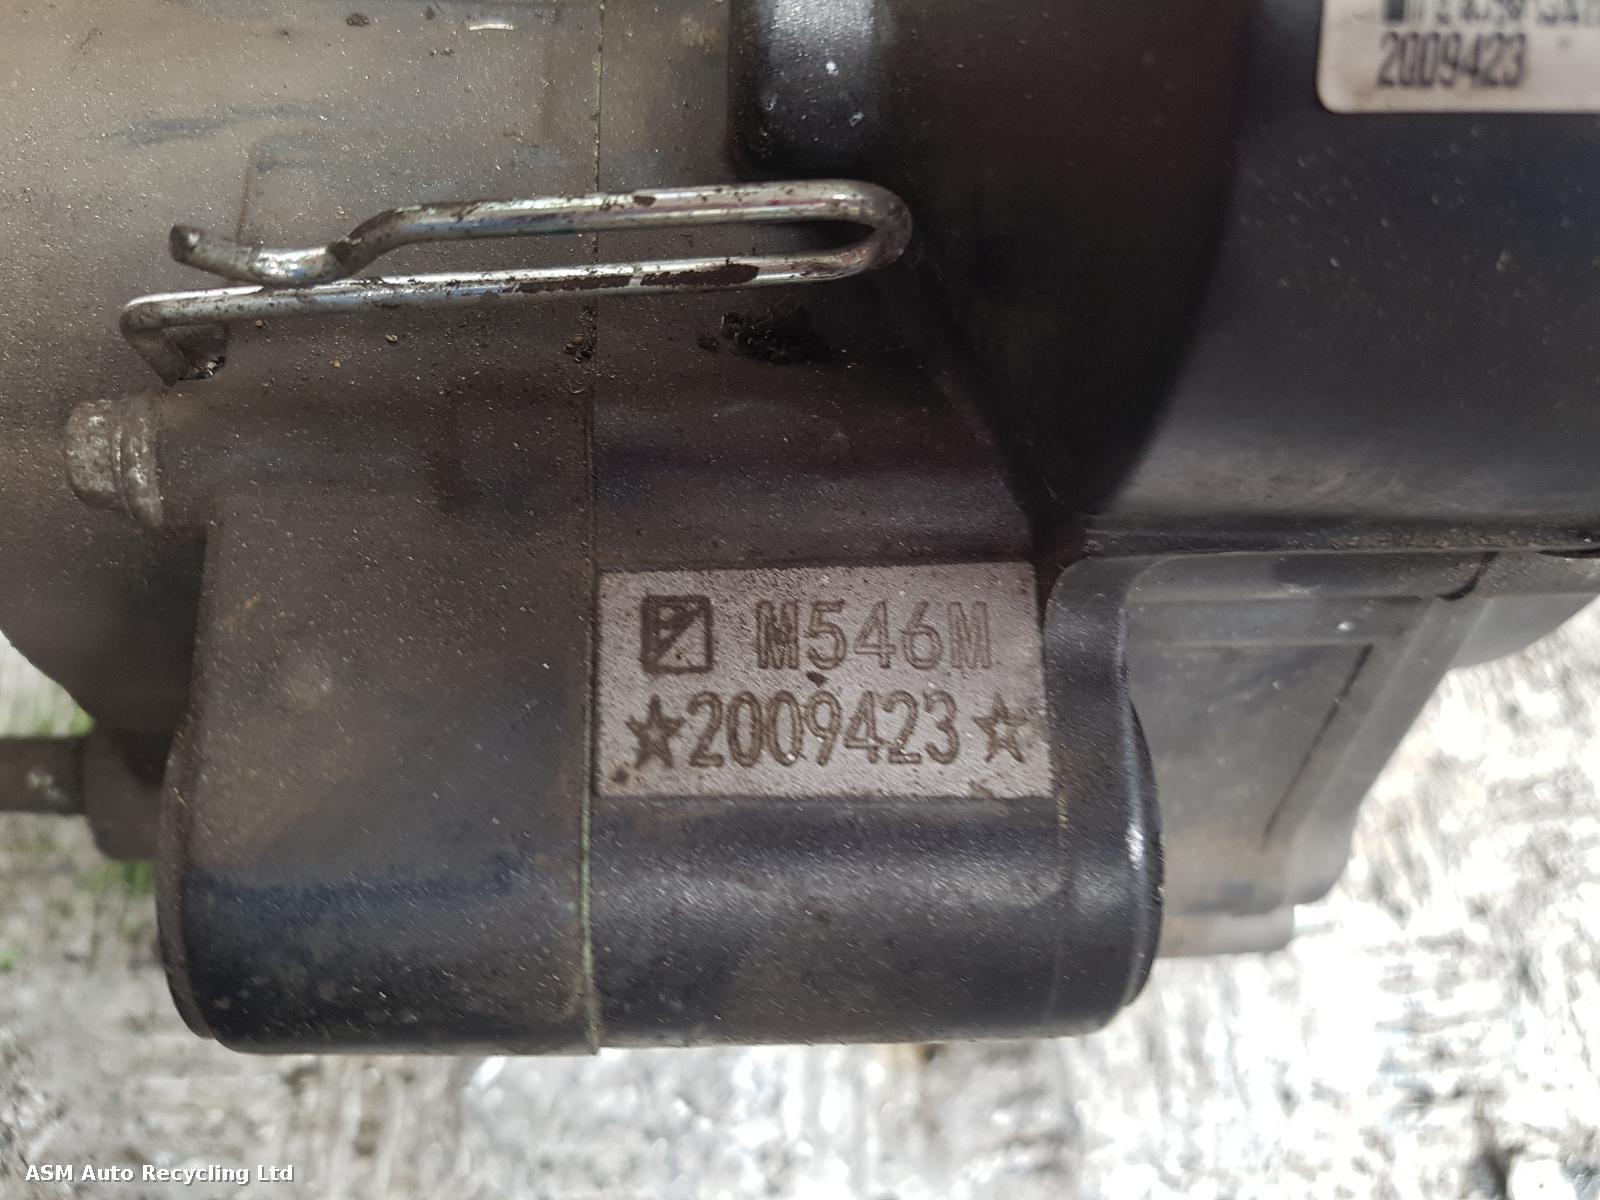 2009423
M546M
★2009423☆
ASM Auto Recycling Ltd